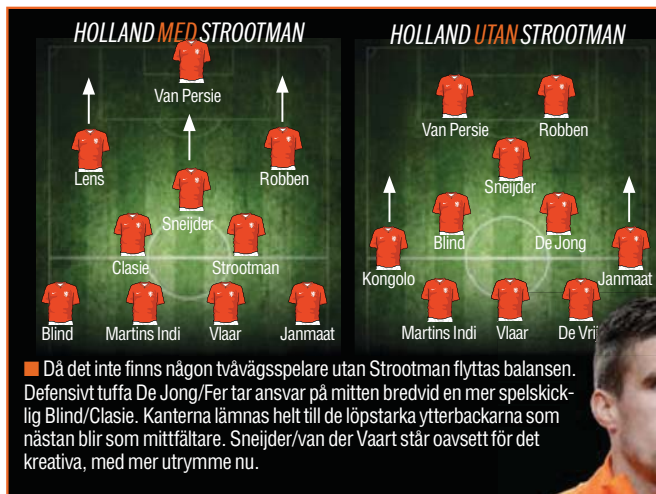 HOLLAND MED STROOTMAN
Van Persie
Lens
Robben
Sneijder
Clasie
Strootman
Blind
Martins Indi
Vlaar
Janmaat
HOLLAND UTAN STROOTMAN
Van Persie
Robben
Sneijder
Blind
De Jong
Kongolo
Janmaat
Martins Indi
Vlaar
De Vrij
Då det inte finns någon tvåvägsspelare utan Strootman flyttas balansen.
Defensivt tuffa De Jong/Fer tar ansvar på mitten bredvid en mer spelskick-
lig Blind/Clasie. Kanterna lämnas helt till de löpstarka ytterbackarna som
nästan blir som mittfältare. Sneijder/van der Vaart står oavsett för det
kreativa, med mer utrymme nu.